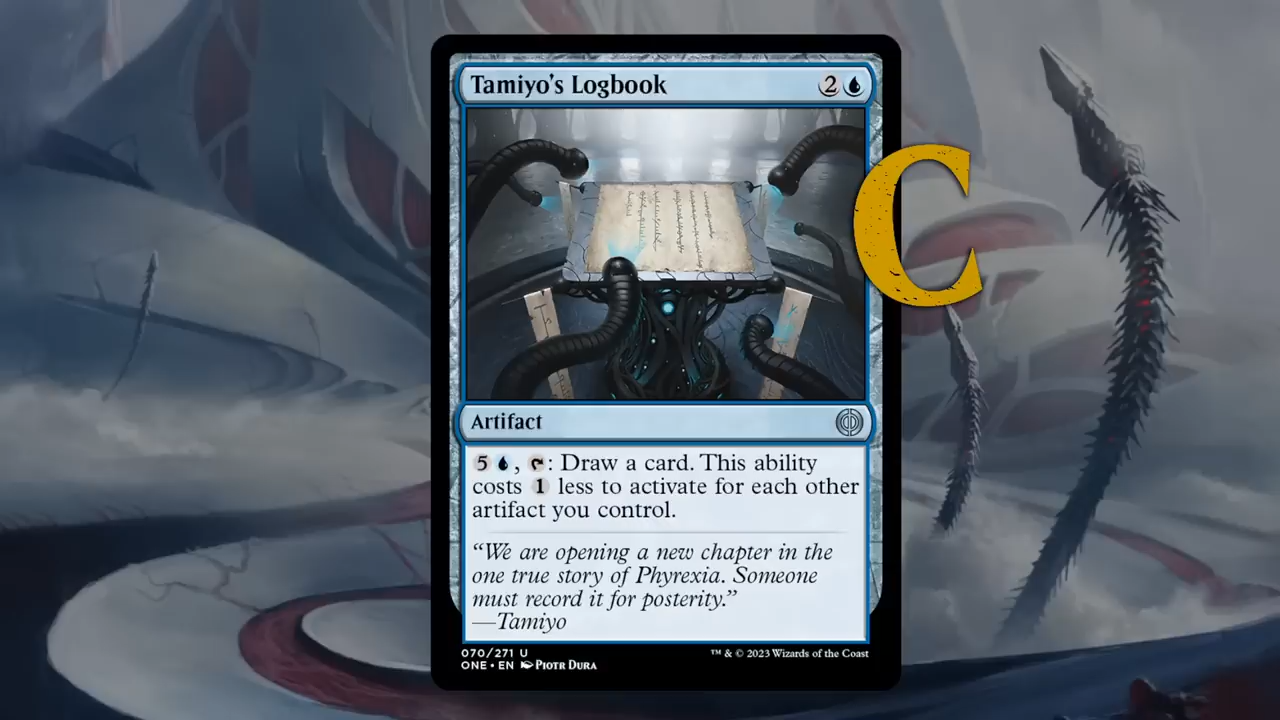 Tamiyo's Logbook 2
C
Artifact
5 , : Draw a card. This ability
costs 1 less to activate for each other
artifact you control.
“We are opening a new chapter in the
one true story of Phyrexia. Someone
must record it for posterity.”
—Tamiyo
070/271 U
ONE • EN Piotr Dura
™ & © 2023 Wizards of the Coast